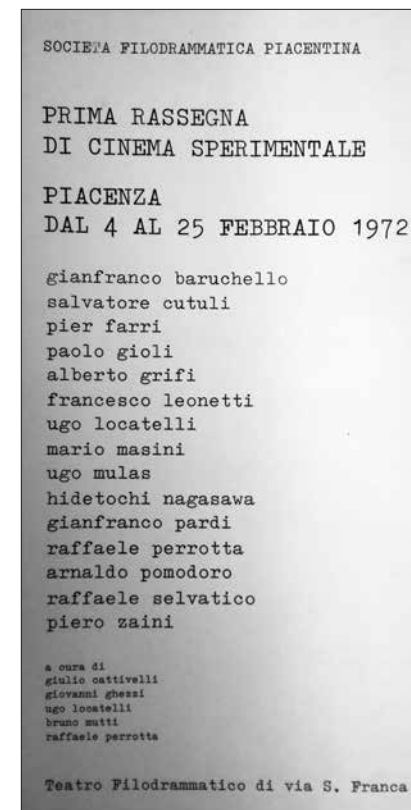 SOCIETA FILODRAMMATICA PIACENTINA
PRIMA RASSEGNA
DI CINEMA SPERIMENTALE
PIACENZA
DAL 4 AL 25 FEBBRAIO 1972
gianfranco baruchello
salvatore cutuli
pier farri
paolo gioli
alberto grifi
francesco leonetti
ugo locatelli
mario masini
ugo mulas
hidetochi nagasawa
gianfranco pardi
raffaele perrotta
arnaldo pomodoro
raffaele selvatico
piero zaini
a cura di
giulio cattivelli
giovanni ghezzi
ugo locatelli
bruno mutti
raffaele perrotta
Teatro Filodrammatico di via S. Franca